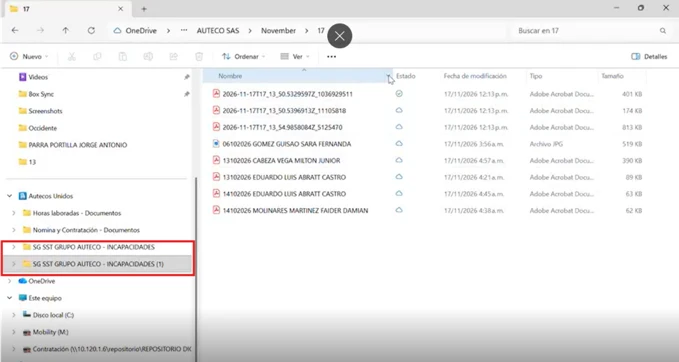 17
OneDrive > ... AUTECO SAS > November > 17
Buscar en 17
Nuevo
Ordenar
Ver
...
Detalles
Videos
Box Sync
Screenshots
Occidente
PARRA PORTILLA JORGE ANTONIO
13
Autecos Unidos
Horas laboradas - Documentos
Nomina y Contratación - Documentos
SG SST GRUPO AUTECO - INCAPACIDADES
SG SST GRUPO AUTECO - INCAPACIDADES (1)
OneDrive
Este equipo
Disco local (C:)
Mobility (M:)
Contratación (\\10.120.1.6\repositorio\REPOSITORIO DK
Nombre Estado Fecha de modificación Tipo Tamaño
2026-11-17T17_13_50.5329597Z_1036929511 17/11/2026 12:13 p.m. Adobe Acrobat Docu... 401 KB
2026-11-17T17_13_50.5396913Z_11105818 17/11/2026 12:13 p.m. Adobe Acrobat Docu... 174 KB
2026-11-17T17_13_54.9858084Z_5125470 17/11/2026 12:13 p.m. Adobe Acrobat Docu... 813 KB
06102026 GOMEZ GUISAO SARA FERNANDA 17/11/2026 3:56 a.m. Archivo JPG 519 KB
13102026 CABEZA VEGA MILTON JUNIOR 17/11/2026 4:57 a.m. Adobe Acrobat Docu... 390 KB
13102026 EDUARDO LUIS ABRATT CASTRO 17/11/2026 4:21 a.m. Adobe Acrobat Docu... 89 KB
14102026 EDUARDO LUIS ABRATT CASTRO 17/11/2026 4:45 a.m. Adobe Acrobat Docu... 63 KB
14102026 MOLINARES MARTINEZ FAIDER DAMIAN 17/11/2026 4:38 a.m. Adobe Acrobat Docu... 62 KB